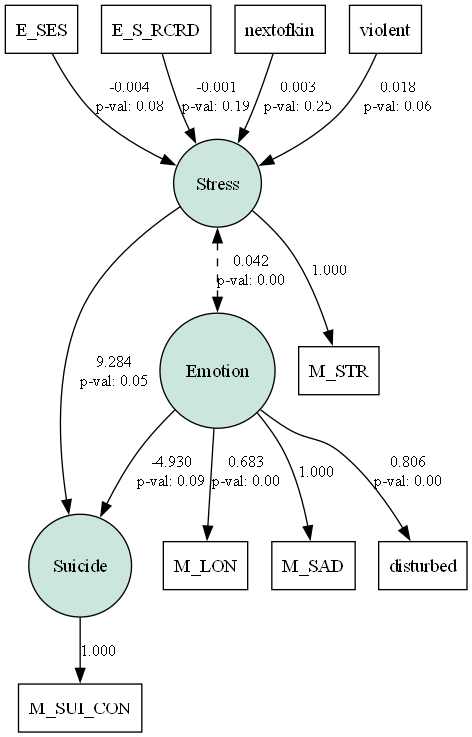 E_SES
E_S_RCRD
nextofkin
violent
-0.004
p-val: 0.08
-0.001
p-val: 0.19
0.003
p-val: 0.25
0.018
p-val: 0.06
Stress
0.042
p-val: 0.00
1.000
9.284
p-val: 0.05
Emotion
M_STR
-4.930
p-val: 0.09
0.683
p-val: 0.00
1.000
0.806
p-val: 0.00
Suicide
M_LON
M_SAD
disturbed
1.000
M_SUI_CON